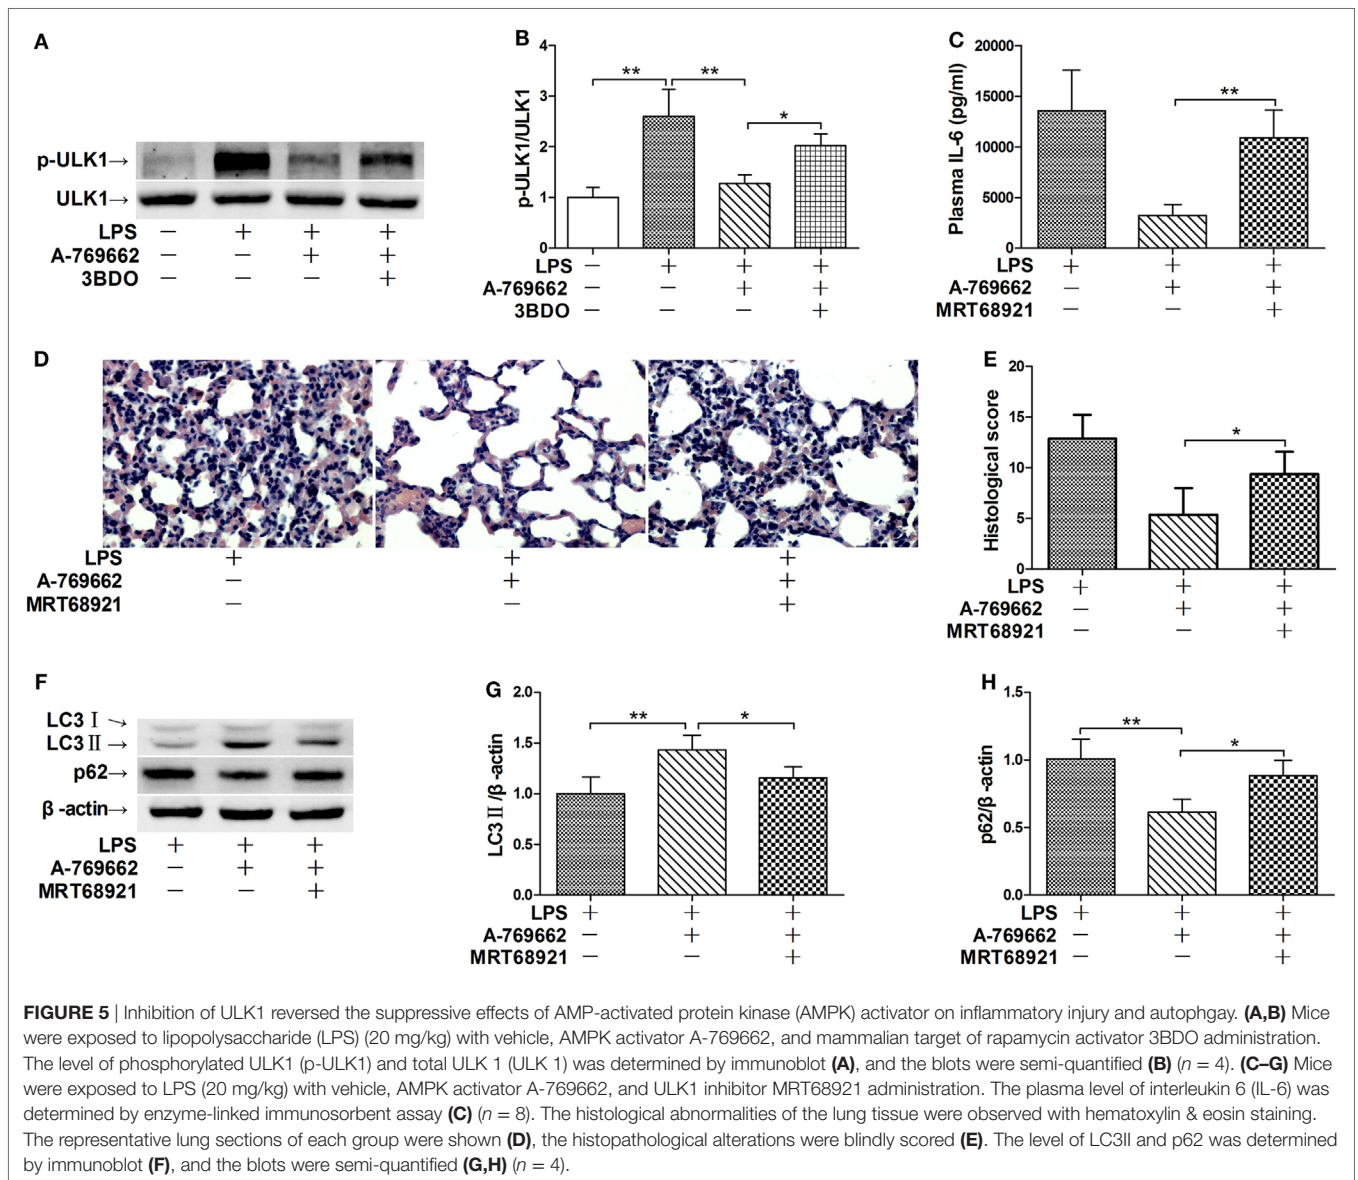 A
p-ULK1→
ULK1→
LPS − + + +
A-769662 − − + +
3BDO − − − +
B
p-ULK1/ULK1
4
3
2
1
0
** **
*
LPS − + + +
A-769662 − − + +
3BDO − − − +
C
Plasma IL-6 (pg/ml)
20000
15000
10000
5000
0
**
LPS + + +
A-769662 − + +
MRT68921 − − +
D
LPS + + +
A-769662 − + +
MRT68921 − − +
E
Histological score
20
15
10
5
0
*
LPS + + +
A-769662 − + +
MRT68921 − − +
F
LC3 Ⅰ→
LC3 Ⅱ→
p62→
β -actin→
LPS + + +
A-769662 − + +
MRT68921 − − +
G
LC3 Ⅱ/β -actin
2.0
1.5
1.0
0.5
0.0
** *
LPS + + +
A-769662 − + +
MRT68921 − − +
H
p62/β -actin
1.5
1.0
0.5
0.0
**
*
LPS + + +
A-769662 − + +
MRT68921 − − +
FIGURE 5 | Inhibition of ULK1 reversed the suppressive effects of AMP-activated protein kinase (AMPK) activator on inflammatory injury and autophgay. (A,B) Mice
were exposed to lipopolysaccharide (LPS) (20 mg/kg) with vehicle, AMPK activator A-769662, and mammalian target of rapamycin activator 3BDO administration.
The level of phosphorylated ULK1 (p-ULK1) and total ULK 1 (ULK 1) was determined by immunoblot (A), and the blots were semi-quantified (B) (n = 4). (C–G) Mice
were exposed to LPS (20 mg/kg) with vehicle, AMPK activator A-769662, and ULK1 inhibitor MRT68921 administration. The plasma level of interleukin 6 (IL-6) was
determined by enzyme-linked immunosorbent assay (C) (n = 8). The histological abnormalities of the lung tissue were observed with hematoxylin & eosin staining.
The representative lung sections of each group were shown (D), the histopathological alterations were blindly scored (E). The level of LC3II and p62 was determined
by immunoblot (F), and the blots were semi-quantified (G,H) (n = 4).